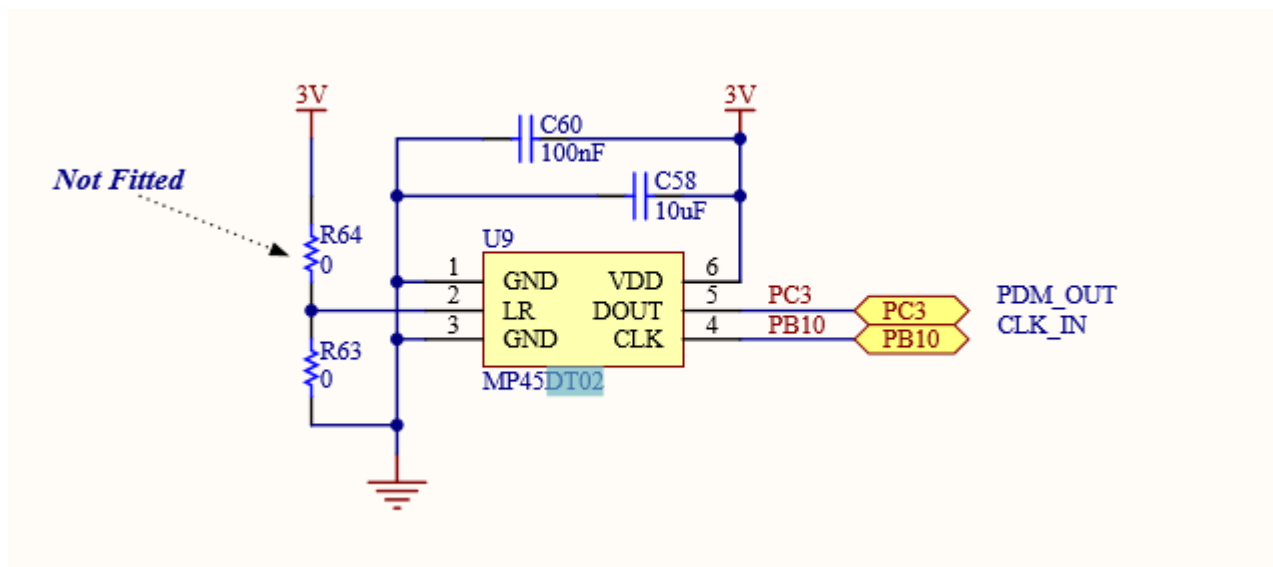 3V
3V
C60
100nF
Not Fitted
C58
10uF
R64
0
U9
1
GND
VDD
6
2
LR
DOUT
5
PC3
PC3
PDM_OUT
3
GND
CLK
4
PB10
PB10
CLK_IN
R63
0
MP45DT02